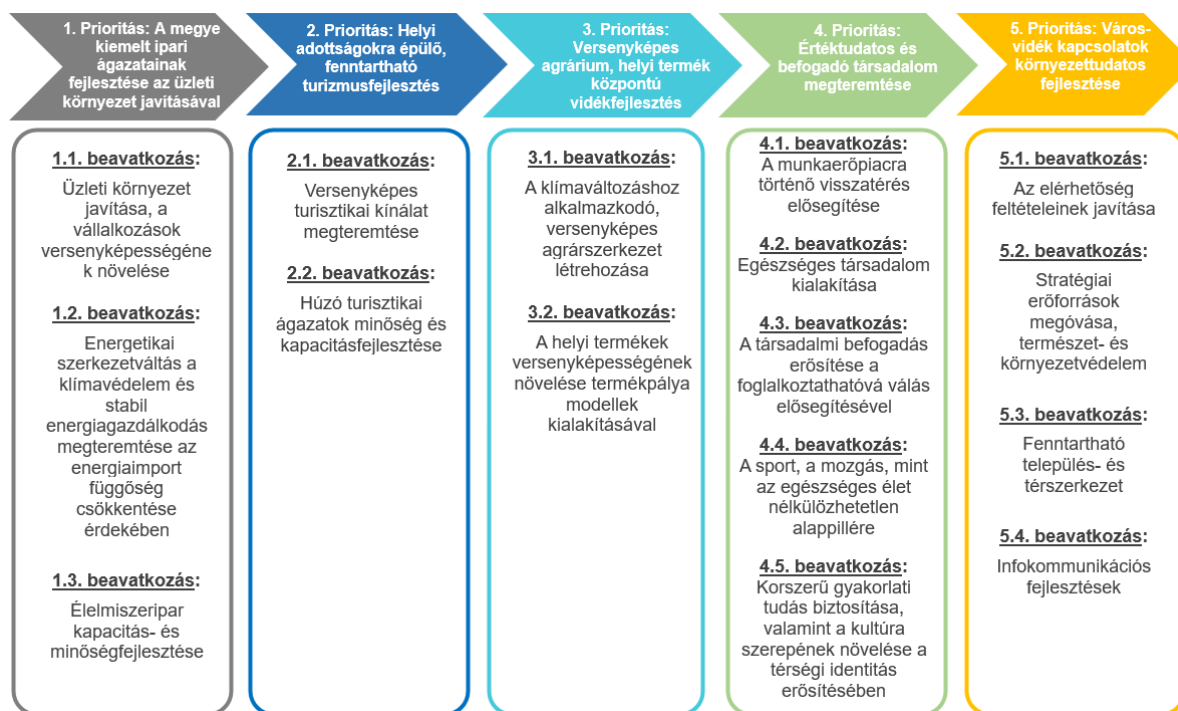 1. Prioritás: A megye
kiemelt ipari
ágazatainak
fejlesztése az üzleti
környezet javításával
1.1. beavatkozás:
Üzleti környezet
javítása, a
vállalkozások
versenyképességéne
k növelése
1.2. beavatkozás:
Energetikai
szerkezetváltás a
klímavédelem és
stabil
energiagazdálkodás
megteremtése az
energiaimport
függőség
csökkentése
érdekében
1.3. beavatkozás:
Élelmiszeripar
kapacitás- és
minőségfejlesztése
2. Prioritás: Helyi
adottságokra épülő,
fenntartható
turizmusfejlesztés
2.1. beavatkozás:
Versenyképes
turisztikai kínálat
megteremtése
2.2. beavatkozás:
Húzó turisztikai
ágazatok minőség és
kapacitásfejlesztése
3. Prioritás:
Versenyképes
agrárium, helyi termék
központú
vidékfejlesztés
3.1. beavatkozás:
A klímaváltozáshoz
alkalmazkodó,
versenyképes
agrárszerkezet
létrehozása
3.2. beavatkozás:
A helyi termékek
versenyképességének
növelése termékpálya
modellek
kialakításával
4. Prioritás:
Értéktudatos és
befogadó társadalom
megteremtése
4.1. beavatkozás:
A munkaerőpiacra
történő visszatérés
elősegítése
4.2. beavatkozás:
Egészséges társadalom
kialakítása
4.3. beavatkozás:
A társadalmi befogadás
erősítése a
foglalkoztathatóvá válás
elősegítésével
4.4. beavatkozás:
A sport, a mozgás, mint
az egészséges élet
nélkülözhetetlen
alappillére
4.5. beavatkozás:
Korszerű gyakorlati
tudás biztosítása,
valamint a kultúra
szerepének növelése a
térségi identitás
erősítésében
5. Prioritás: Város-
vidék kapcsolatok
környezettudatos
fejlesztése
5.1. beavatkozás:
Az elérhetőség
feltételeinek javítása
5.2. beavatkozás:
Stratégiai
erőforrások
megóvása,
természet- és
környezetvédelem
5.3. beavatkozás:
Fenntartható
település- és
térszerkezet
5.4. beavatkozás:
Infokommunikációs
fejlesztések